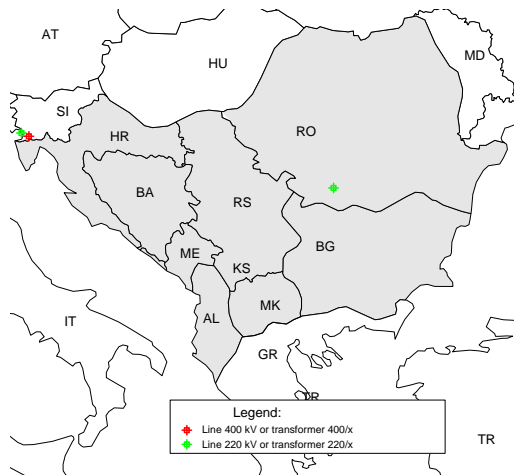 AT
MD
HU
SI
HR
RO
BA
RS
BG
ME
KS
AL
MK
IT
GR
TR
TR
Legend:
Line 400 kV or transformer 400/x
Line 220 kV or transformer 220/x